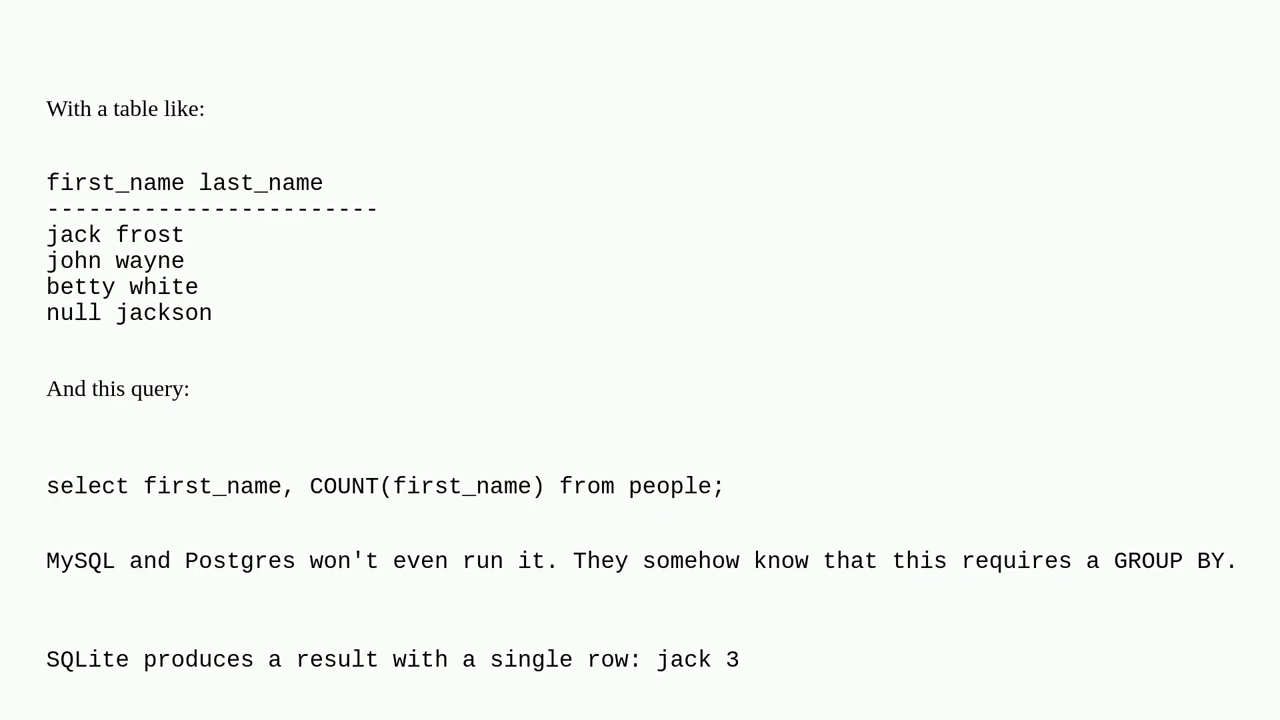 With a table like:
first_name last_name
------------------------
jack frost
john wayne
betty white
null jackson
And this query:
select first_name, COUNT(first_name) from people;
MySQL and Postgres won't even run it. They somehow know that this requires a GROUP BY.
SQLite produces a result with a single row: jack 3